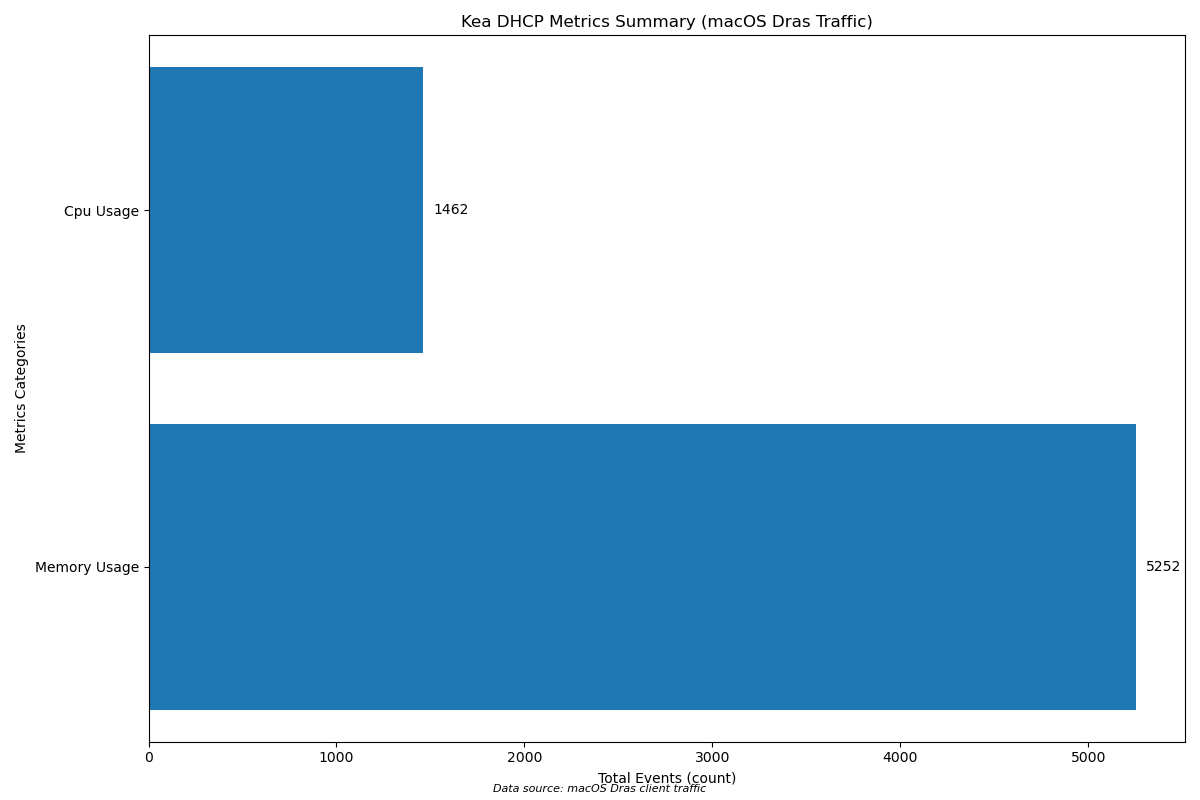 Kea DHCP Metrics Summary (macOS Dras Traffic)
Metrics Categories
Cpu Usage
1462
Memory Usage
5252
0 1000 2000 3000 4000 5000
Total Events (count)
Data source: macOS Dras client traffic